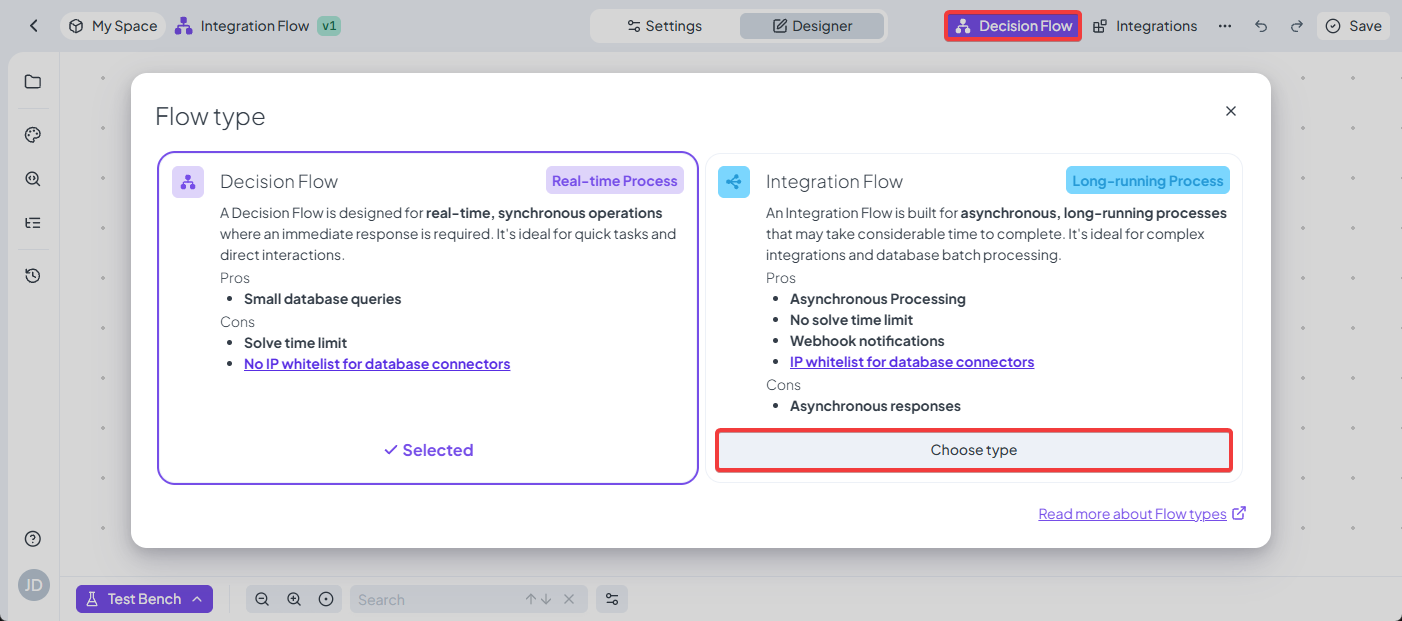 My Space
Integration Flow
v1
Settings
Designer
Decision Flow
Integrations
Save
Flow type
Decision Flow
Real-time Process
A Decision Flow is designed for real-time, synchronous operations
where an immediate response is required. It's ideal for quick tasks and
direct interactions.
Pros
Small database queries
Cons
Solve time limit
No IP whitelist for database connectors
Selected
Integration Flow
Long-running Process
An Integration Flow is built for asynchronous, long-running processes
that may take considerable time to complete. It's ideal for complex
integrations and database batch processing.
Pros
Asynchronous Processing
No solve time limit
Webhook notifications
IP whitelist for database connectors
Cons
Asynchronous responses
Choose type
Read more about Flow types
JD
Test Bench
Search